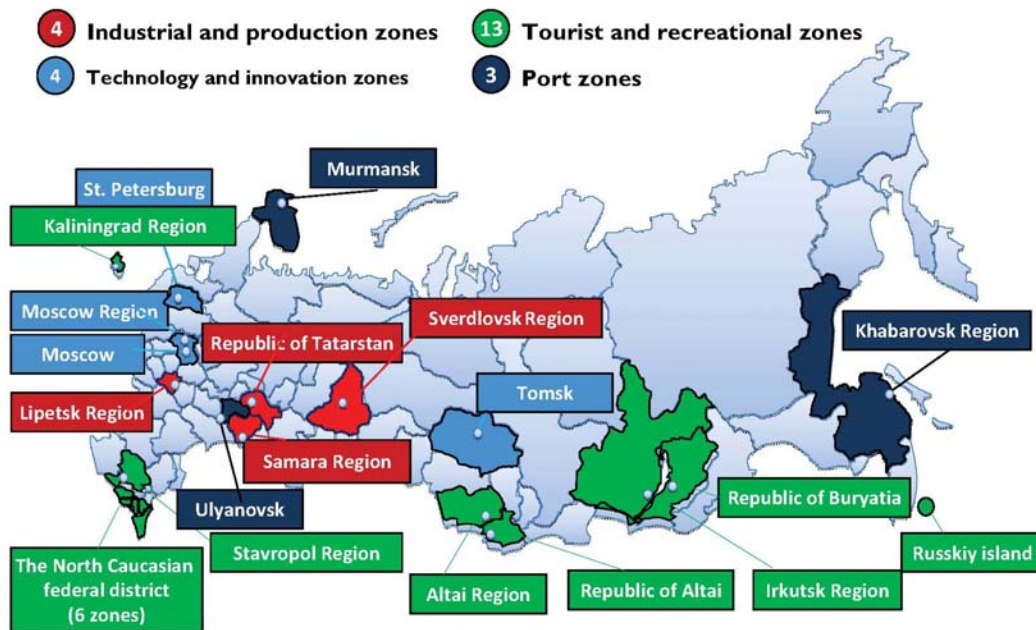 4 Industrial and production zones
13 Tourist and recreational zones
4 Technology and innovation zones
3 Port zones
Murmansk
St. Petersburg
Kaliningrad Region
Moscow Region
Moscow
Lipetsk Region
Republic of Tatarstan
Sverdlovsk Region
Khabarovsk Region
Tomsk
Samara Region
Ulyanovsk
Stavropol Region
The North Caucasian
federal district
(6 zones)
Altai Region
Republic of Altai
Irkutsk Region
Republic of Buryatia
Russkiy island